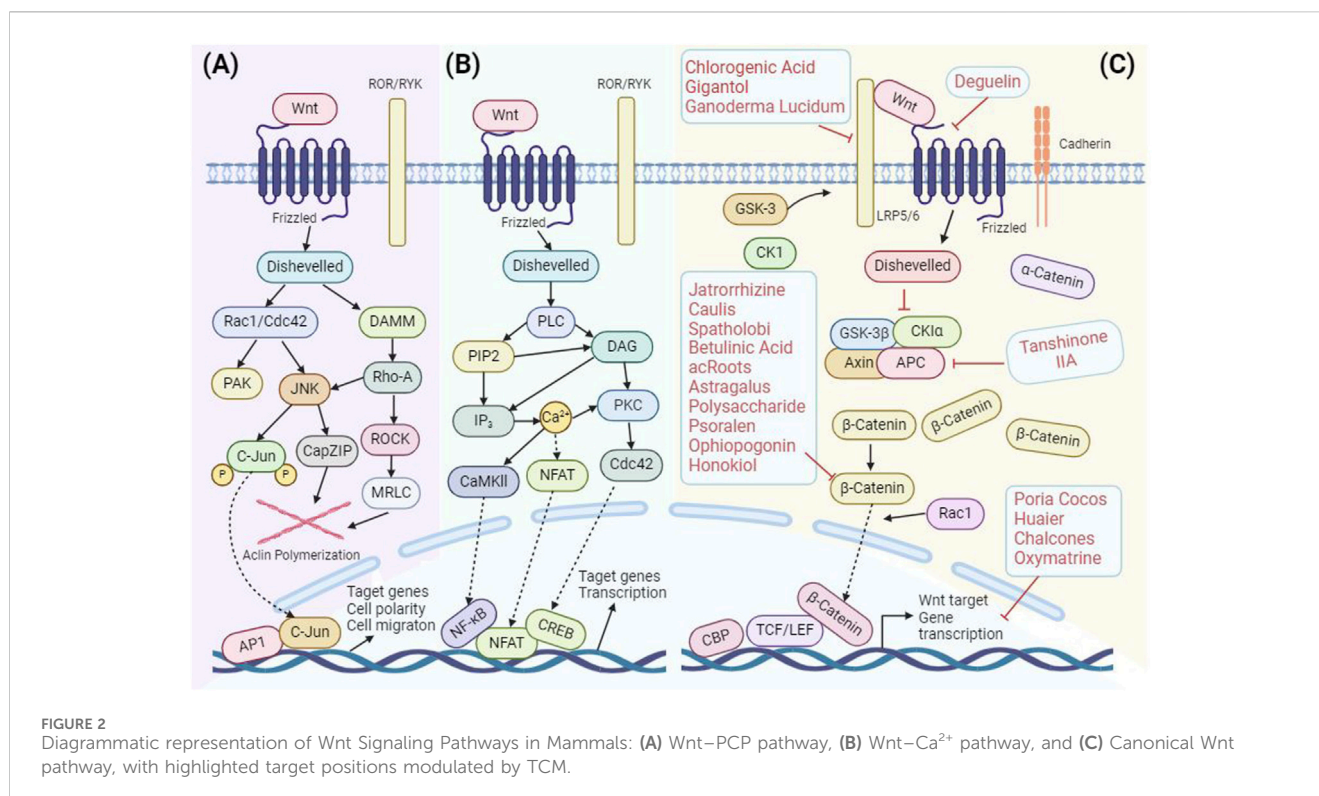 (A)
Wnt
ROR/RYK
Frizzled
Dishevelled
Rac1/Cdc42
DAMM
PAK
JNK
Rho-A
C-Jun
P
P
CapZIP
ROCK
MRLC
Aclin Polymerization
Taget genes
Cell polarity
Cell migraton
AP1
C-Jun
(B)
Wnt
ROR/RYK
Frizzled
Dishevelled
PLC
PIP2
DAG
IP₃
Ca²⁺
PKC
CaMKII
NFAT
Cdc42
Taget genes
Transcription
NF-κB
NFAT
CREB
(C)
Chlorogenic Acid
Gigantol
Ganoderma Lucidum
Wnt
Deguelin
Cadherin
GSK-3
LRP5/6
Frizzled
CK1
Dishevelled
α-Catenin
Jatrorrhizine
Caulis
Spatholobi
Betulinic Acid
acRoots
Astragalus
Polysaccharide
Psoralen
Ophiopogonin
Honokiol
GSK-3β
CKIα
Axin
APC
Tanshinone
IIA
β-Catenin
β-Catenin
β-Catenin
β-Catenin
Rac1
Poria Cocos
Huaier
Chalcones
Oxymatrine
β-Catenin
Wnt target
Gene
transcription
CBP
TCF/LEF
FIGURE 2
Diagrammatic representation of Wnt Signaling Pathways in Mammals: (A) Wnt–PCP pathway, (B) Wnt–Ca²⁺ pathway, and (C) Canonical Wnt
pathway, with highlighted target positions modulated by TCM.